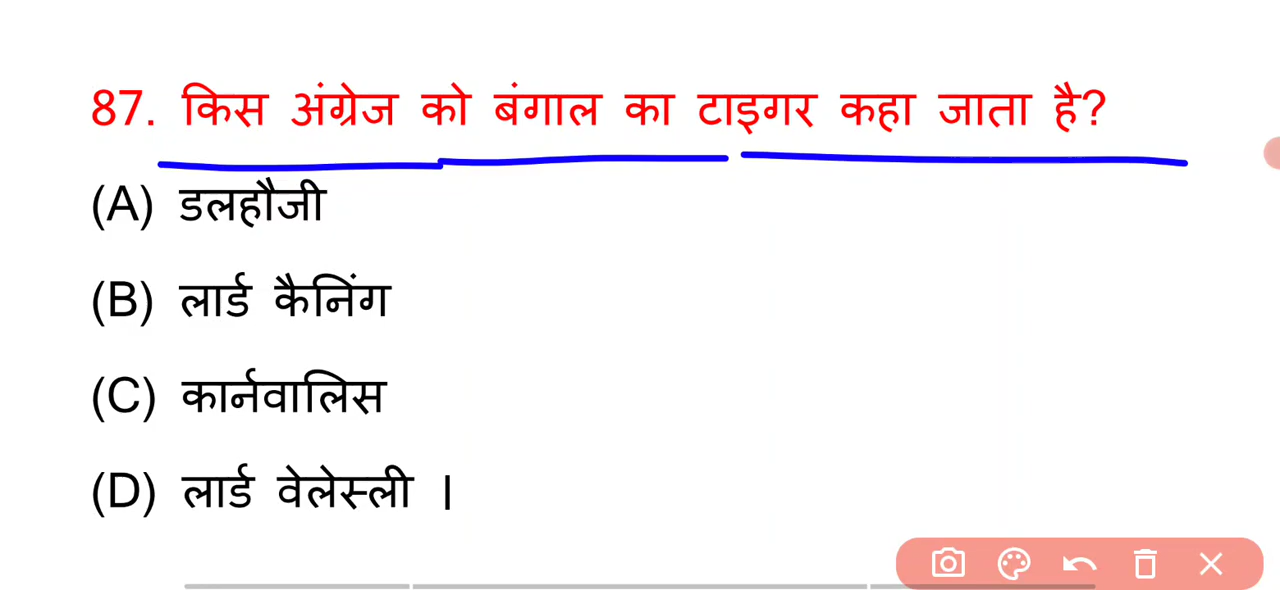 87. किस अंग्रेज को बंगाल का टाइगर कहा जाता है?
(A) डलहौजी
(B) लार्ड कैनिंग
(C) कार्नवालिस
(D) लार्ड वेलेस्ली ।